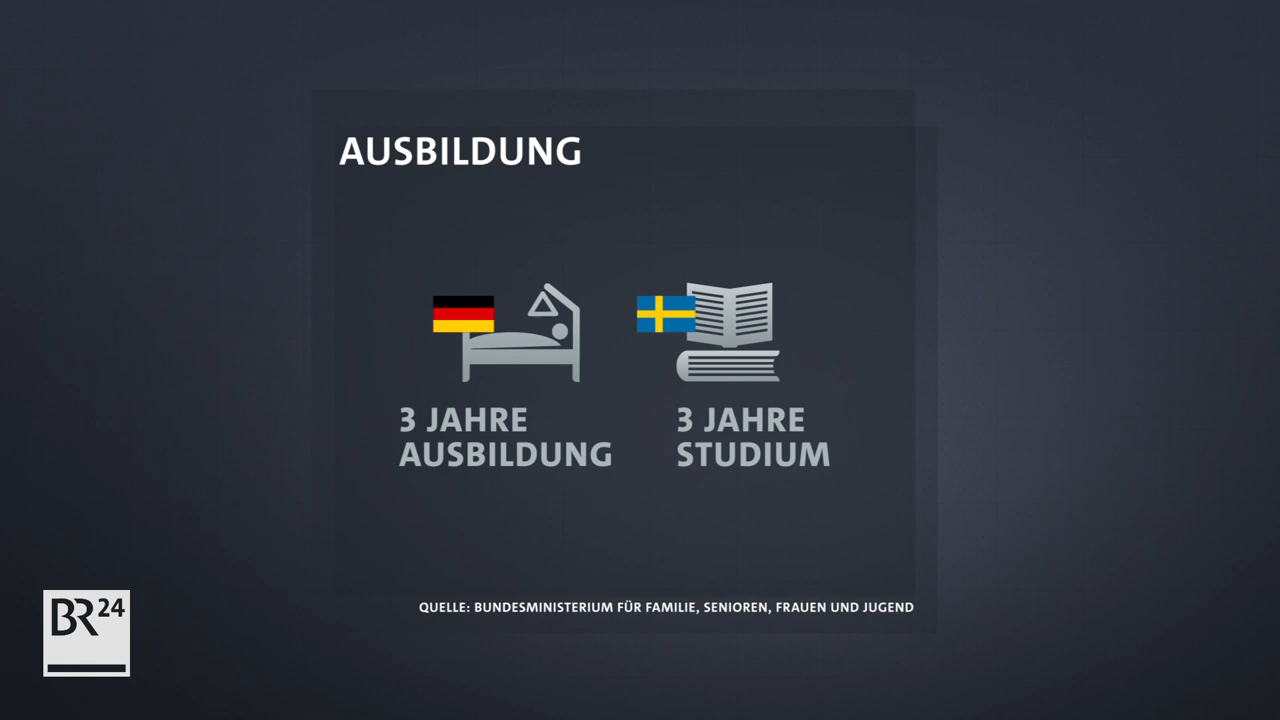 AUSBILDUNG
3 JAHRE
AUSBILDUNG
3 JAHRE
STUDIUM
QUELLE: BUNDESMINISTERIUM FÜR FAMILIE, SENIOREN, FRAUEN UND JUGEND
BR24